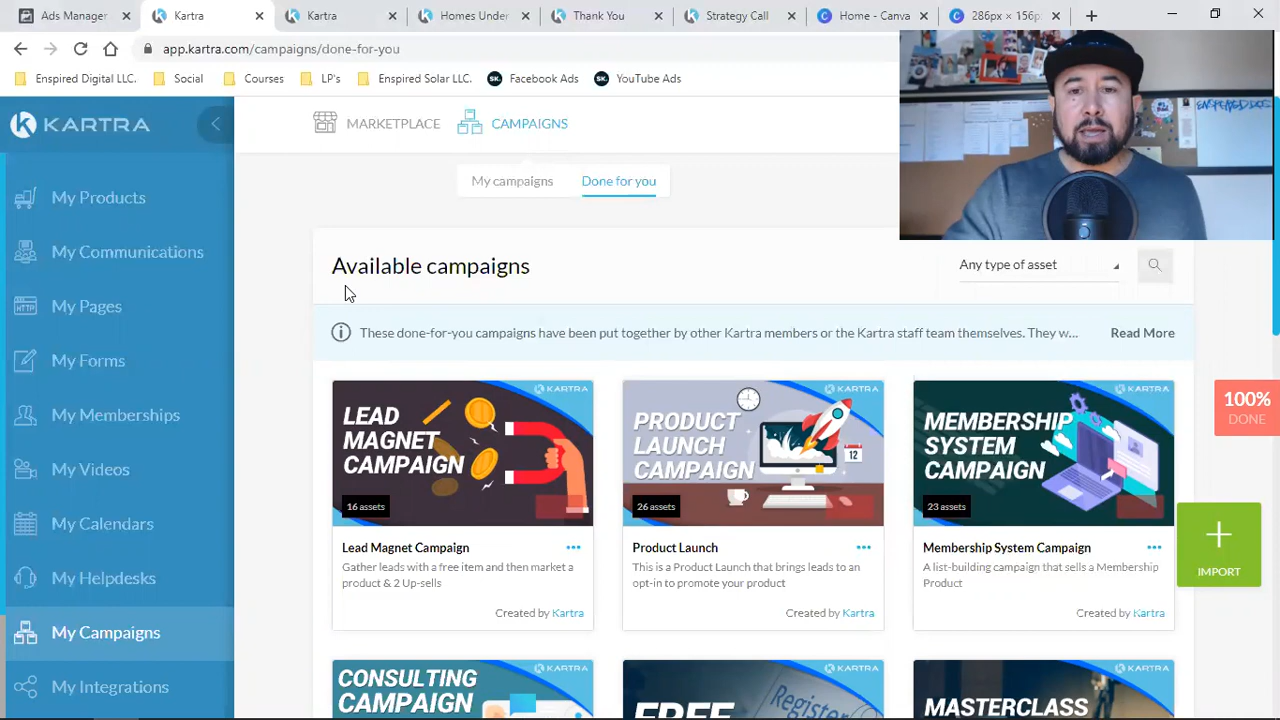 Ads Manager
Kartra
Kartra
Homes Under
Thank You
Strategy Call
Home - Canva
286px × 156p
app.kartra.com/campaigns/done-for-you
Enspired Digital LLC.
Social
Courses
LP's
Enspired Solar LLC.
SK.
Facebook Ads
SK.
YouTube Ads
KARTRA
MARKETPLACE
CAMPAIGNS
My campaigns
Done for you
My Products
My Communications
My Pages
My Forms
My Memberships
My Videos
My Calendars
My Helpdesks
My Campaigns
My Integrations
HTTP
Available campaigns
Any type of asset
These done-for-you campaigns have been put together by other Kartra members or the Kartra staff team themselves. They w...
Read More
KARTRA
LEAD
MAGNET
CAMPAIGN
16 assets
Lead Magnet Campaign
Gather leads with a free item and then market a
product & 2 Up-sells
Created by Kartra
KARTRA
PRODUCT
LAUNCH
CAMPAIGN
12
26 assets
Product Launch
This is a Product Launch that brings leads to an
opt-in to promote your product
Created by Kartra
KARTRA
MEMBERSHIP
SYSTEM
CAMPAIGN
23 assets
Membership System Campaign
A list-building campaign that sells a Membership
Product
Created by Kartra
100%
DONE
IMPORT
KARTRA
CONSULTING
CAMPAIGN
KARTRA
FREE
Register
KARTRA
MASTERCLASS